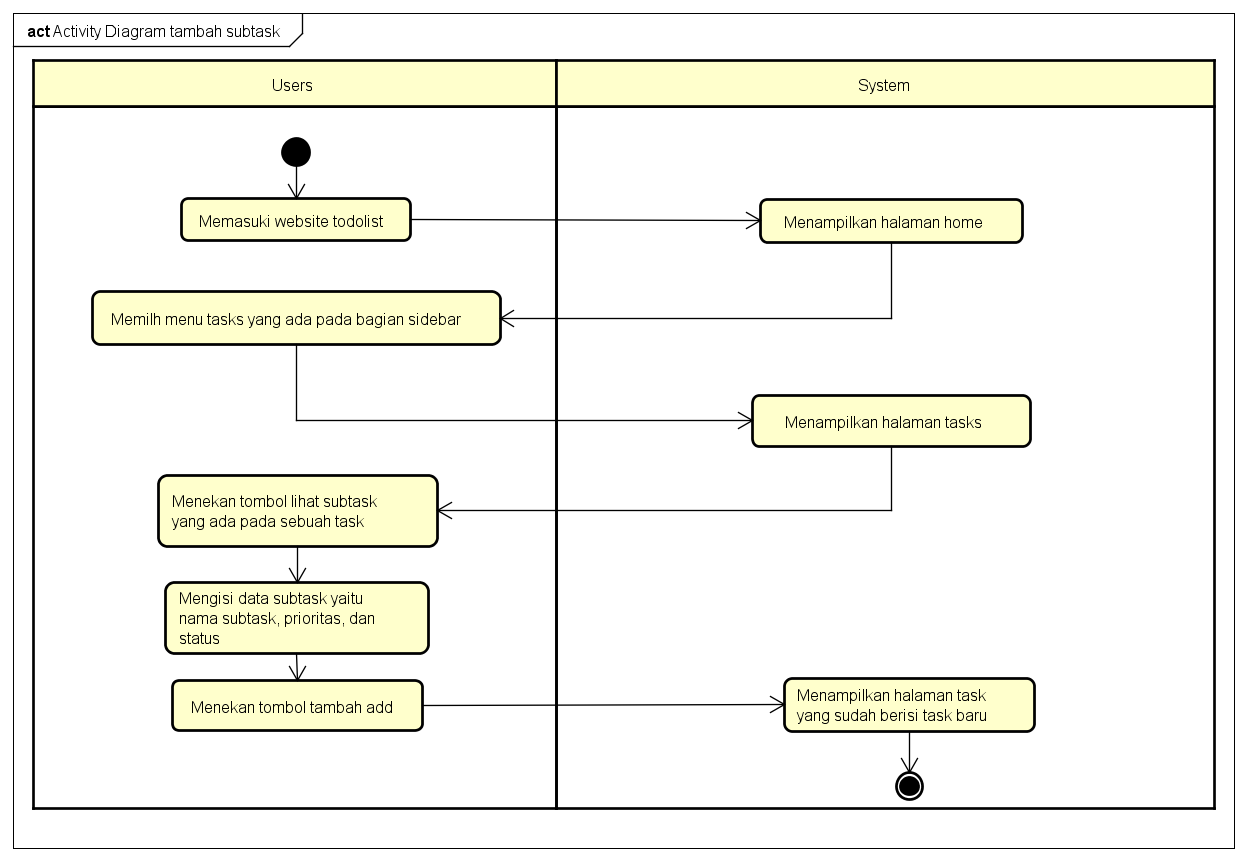 act Activity Diagram tambah subtask
Users
System
Memasuki website todolist
Menampilkan halaman home
Memilh menu tasks yang ada pada bagian sidebar
Menampilkan halaman tasks
Menekan tombol lihat subtask
yang ada pada sebuah task
Mengisi data subtask yaitu
nama subtask, prioritas, dan
status
Menekan tombol tambah add
Menampilkan halaman task
yang sudah berisi task baru